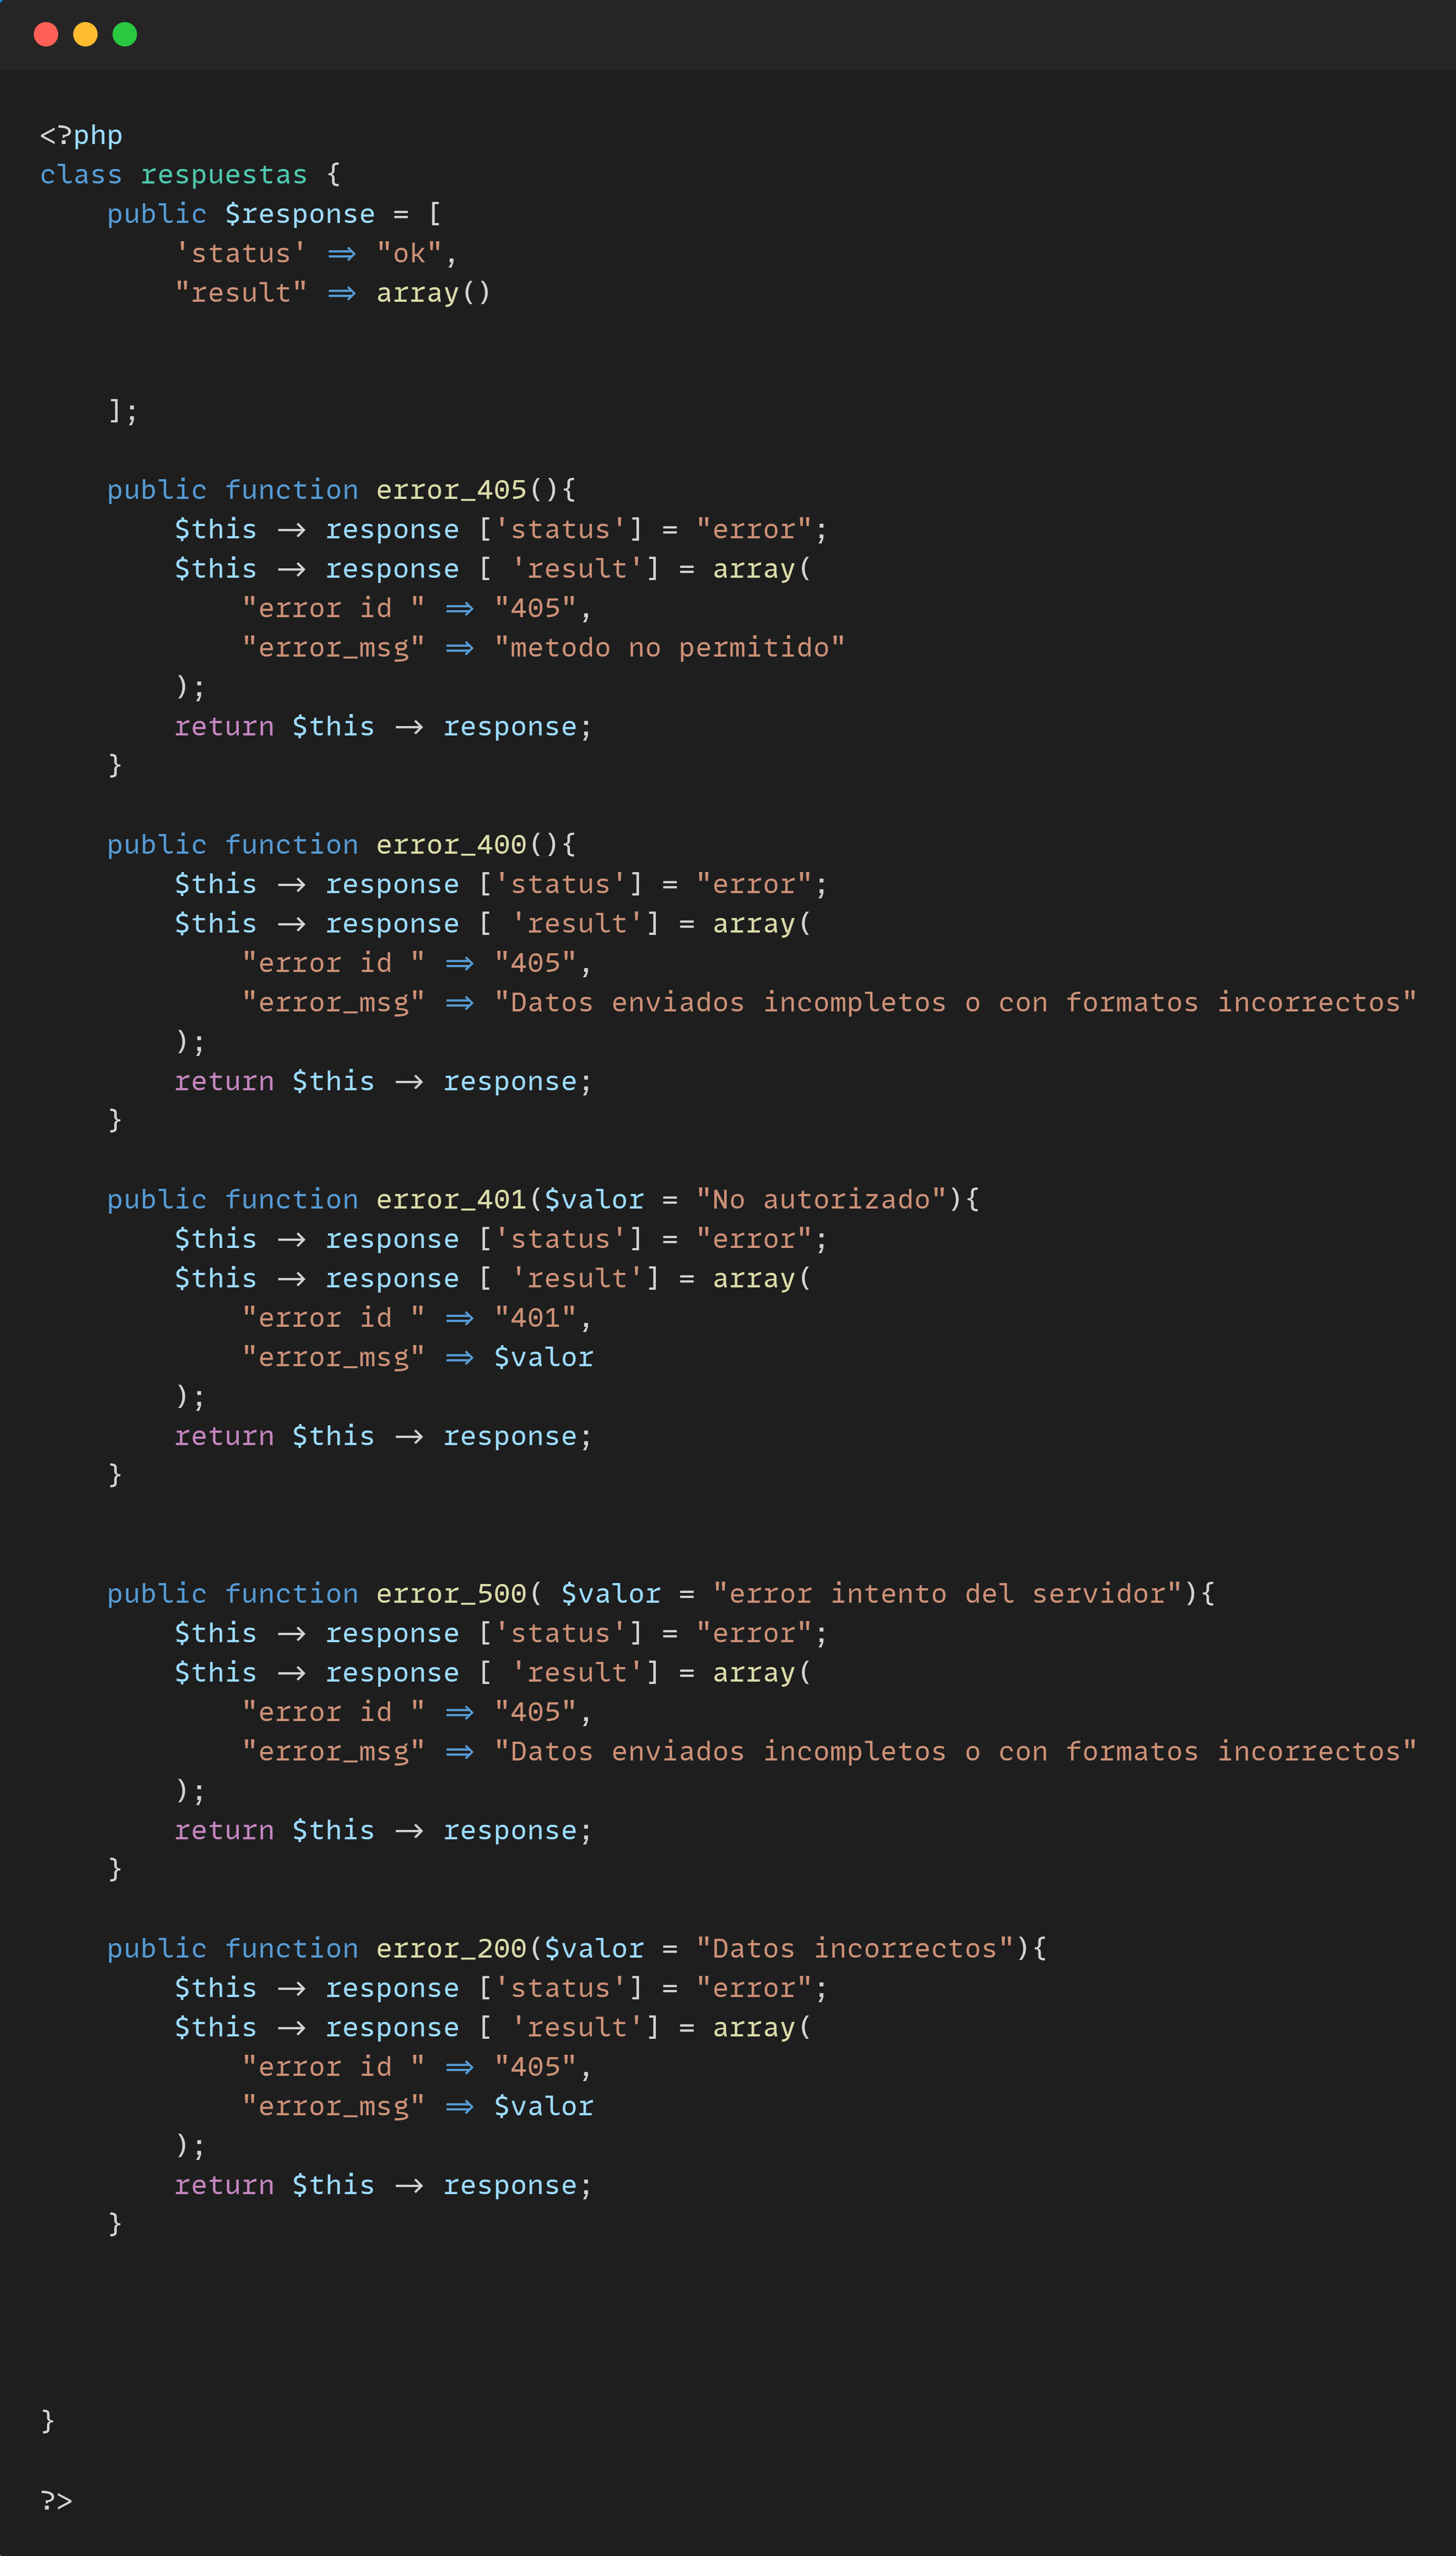 <?php
class respuestas {
    public $response = [
        'status' => "ok",
        "result" => array()
    ];
    public function error_405(){
        $this -> response ['status'] = "error";
        $this -> response [ 'result'] = array(
            "error id " => "405",
            "error_msg" => "metodo no permitido"
        );
        return $this -> response;
    }
    public function error_400(){
        $this -> response ['status'] = "error";
        $this -> response [ 'result'] = array(
            "error id " => "405",
            "error_msg" => "Datos enviados incompletos o con formatos incorrectos"
        );
        return $this -> response;
    }
    public function error_401($valor = "No autorizado"){
        $this -> response ['status'] = "error";
        $this -> response [ 'result'] = array(
            "error id " => "401",
            "error_msg" => $valor
        );
        return $this -> response;
    }
    public function error_500( $valor = "error intento del servidor"){
        $this -> response ['status'] = "error";
        $this -> response [ 'result'] = array(
            "error id " => "405",
            "error_msg" => "Datos enviados incompletos o con formatos incorrectos"
        );
        return $this -> response;
    }
    public function error_200($valor = "Datos incorrectos"){
        $this -> response ['status'] = "error";
        $this -> response [ 'result'] = array(
            "error id " => "405",
            "error_msg" => $valor
        );
        return $this -> response;
    }
}
?>